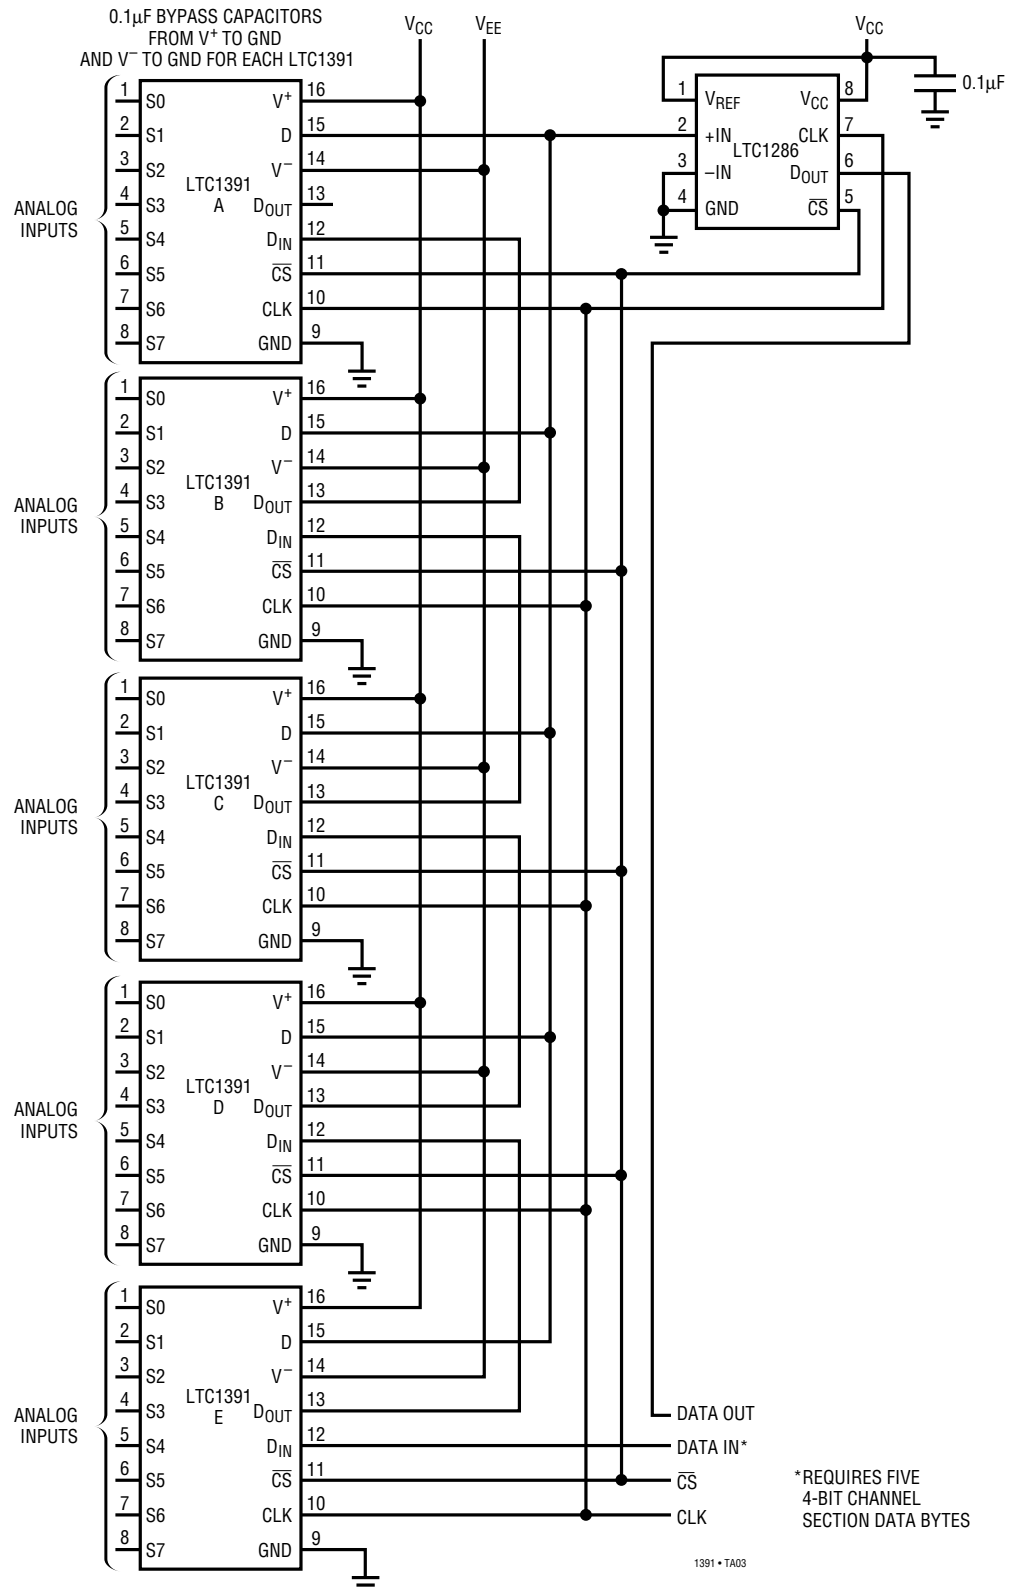 0.1µF BYPASS CAPACITORS
FROM V+ TO GND
AND V– TO GND FOR EACH LTC1391
VCC
VEE
VCC
0.1µF
1 VREF VCC 8
2 +IN CLK 7
LTC1286
3 –IN DOUT 6
4 GND CS 5
ANALOG
INPUTS
1 S0 V+ 16
2 S1 D 15
3 S2 V– 14
LTC1391
A
4 S3 DOUT 13
5 S4 DIN 12
6 S5 CS 11
7 S6 CLK 10
8 S7 GND 9
ANALOG
INPUTS
1 S0 V+ 16
2 S1 D 15
3 S2 V– 14
LTC1391
B
4 S3 DOUT 13
5 S4 DIN 12
6 S5 CS 11
7 S6 CLK 10
8 S7 GND 9
ANALOG
INPUTS
1 S0 V+ 16
2 S1 D 15
3 S2 V– 14
LTC1391
C
4 S3 DOUT 13
5 S4 DIN 12
6 S5 CS 11
7 S6 CLK 10
8 S7 GND 9
ANALOG
INPUTS
1 S0 V+ 16
2 S1 D 15
3 S2 V– 14
LTC1391
D
4 S3 DOUT 13
5 S4 DIN 12
6 S5 CS 11
7 S6 CLK 10
8 S7 GND 9
ANALOG
INPUTS
1 S0 V+ 16
2 S1 D 15
3 S2 V– 14
LTC1391
E
4 S3 DOUT 13
5 S4 DIN 12
6 S5 CS 11
7 S6 CLK 10
8 S7 GND 9
DATA OUT
DATA IN*
CS
CLK
*REQUIRES FIVE
4-BIT CHANNEL
SECTION DATA BYTES
1391 • TA03